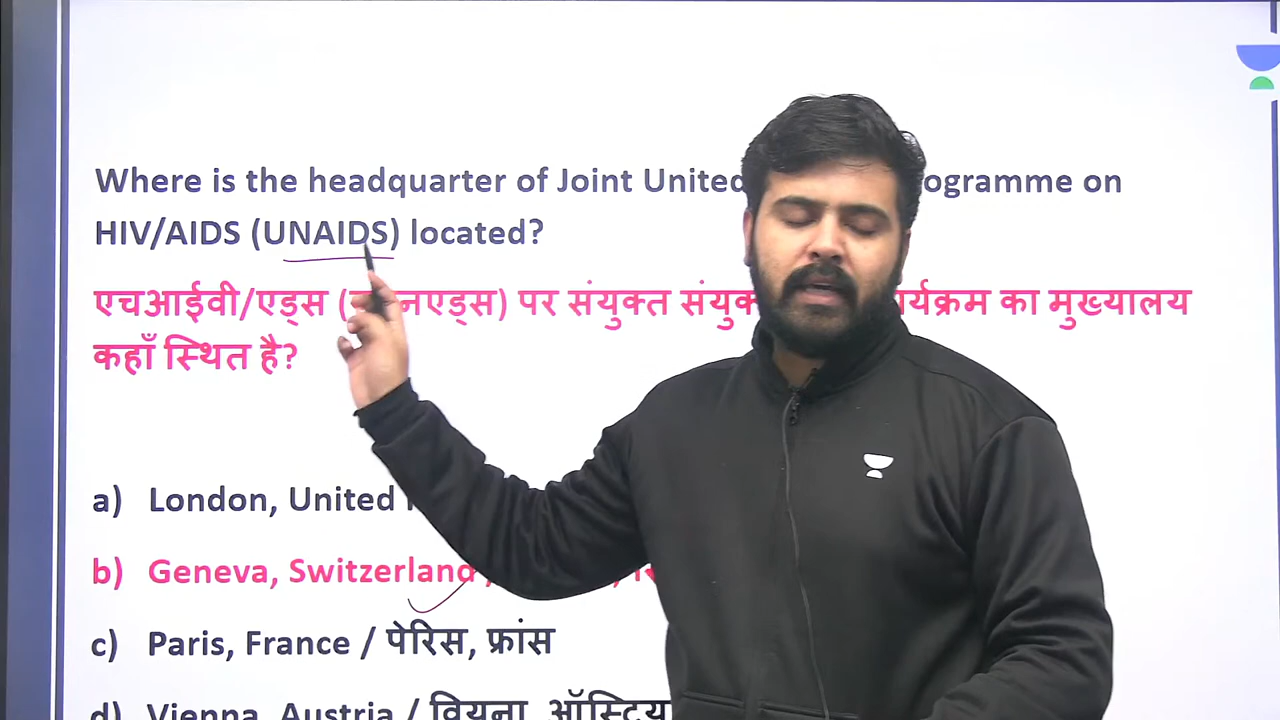 Where is the headquarter of Joint United ogramme on
HIV/AIDS (UNAIDS) located?
एचआईवी/एड्स ( नएड्स) पर संयुक्त संयुक र्यक्रम का मुख्यालय
कहाँ स्थित है?
a) London, United
b) Geneva, Switzerland /
c) Paris, France / पेरिस, फ्रांस
d) Vienna, Austria / वियना, ऑस्ट्रिय